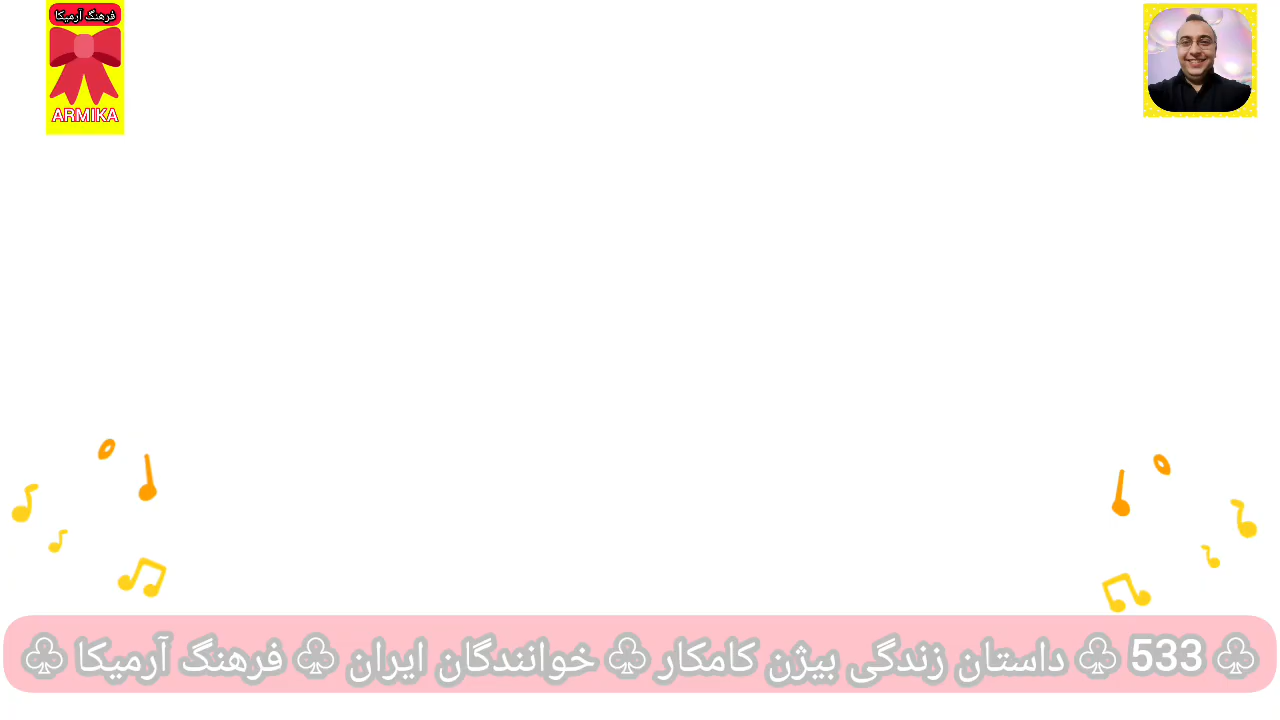 فرهنگ آرمیکا
ARMIKA
♧ 533 ♧ داستان زندگی بیژن کامکار ♧ خوانندگان ایران ♧ فرهنگ آرمیکا ♧